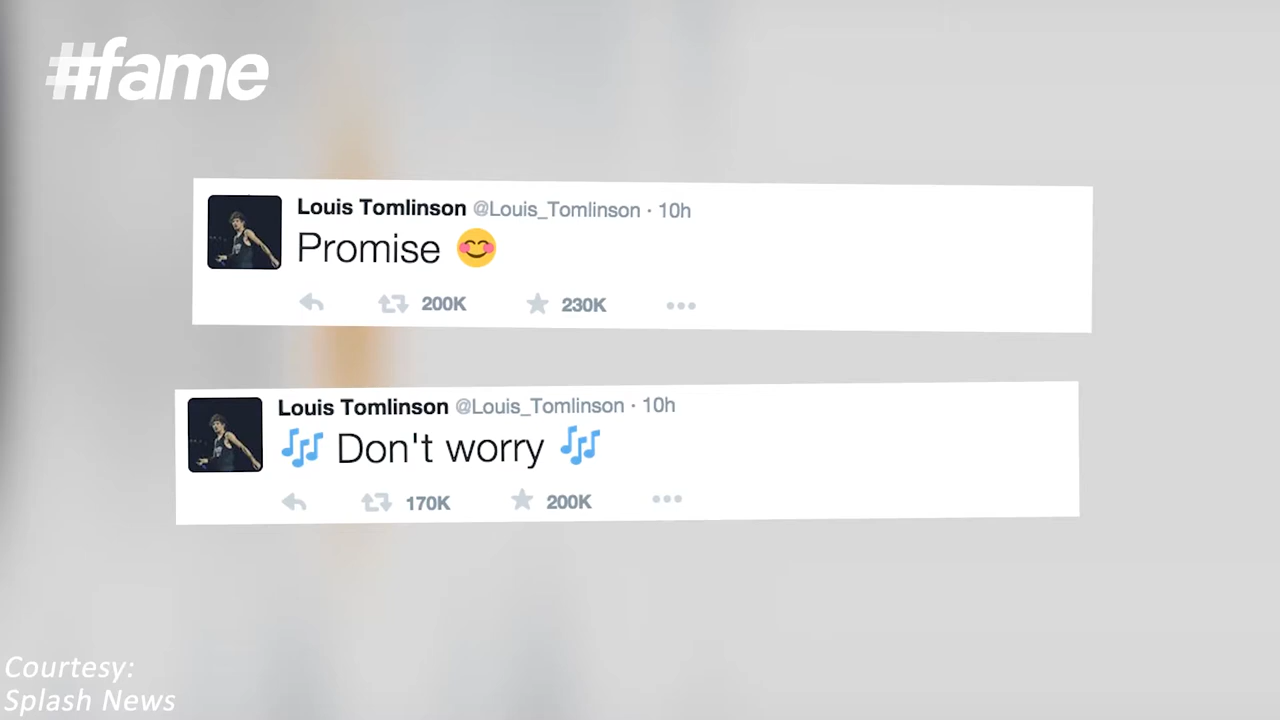 #fame
Louis Tomlinson @Louis_Tomlinson · 10h
Promise 😊
200K 230K
Louis Tomlinson @Louis_Tomlinson · 10h
🎶 Don't worry 🎶
170K 200K
Courtesy:
Splash News